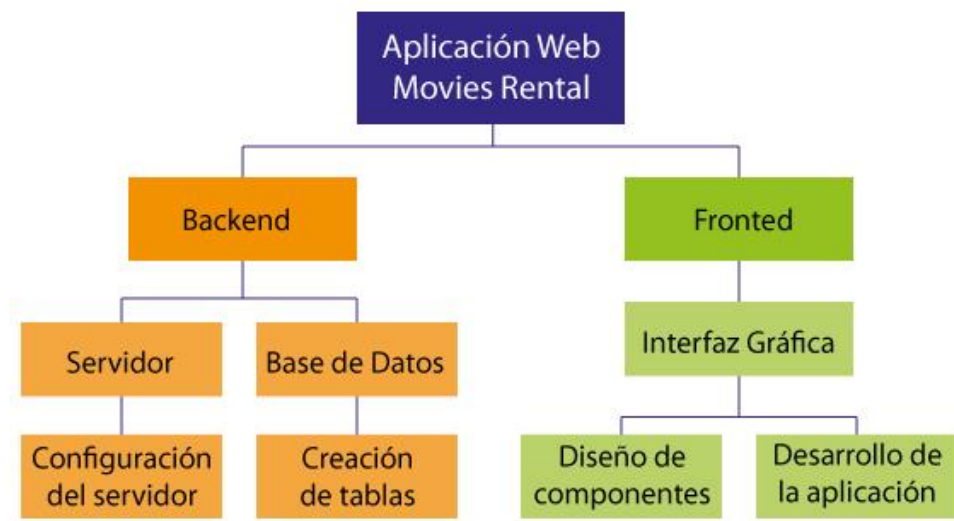 Aplicación Web
Movies Rental
Backend
Fronted
Servidor
Base de Datos
Interfaz Gráfica
Configuración
del servidor
Creación
de tablas
Diseño de
componentes
Desarrollo de
la aplicación